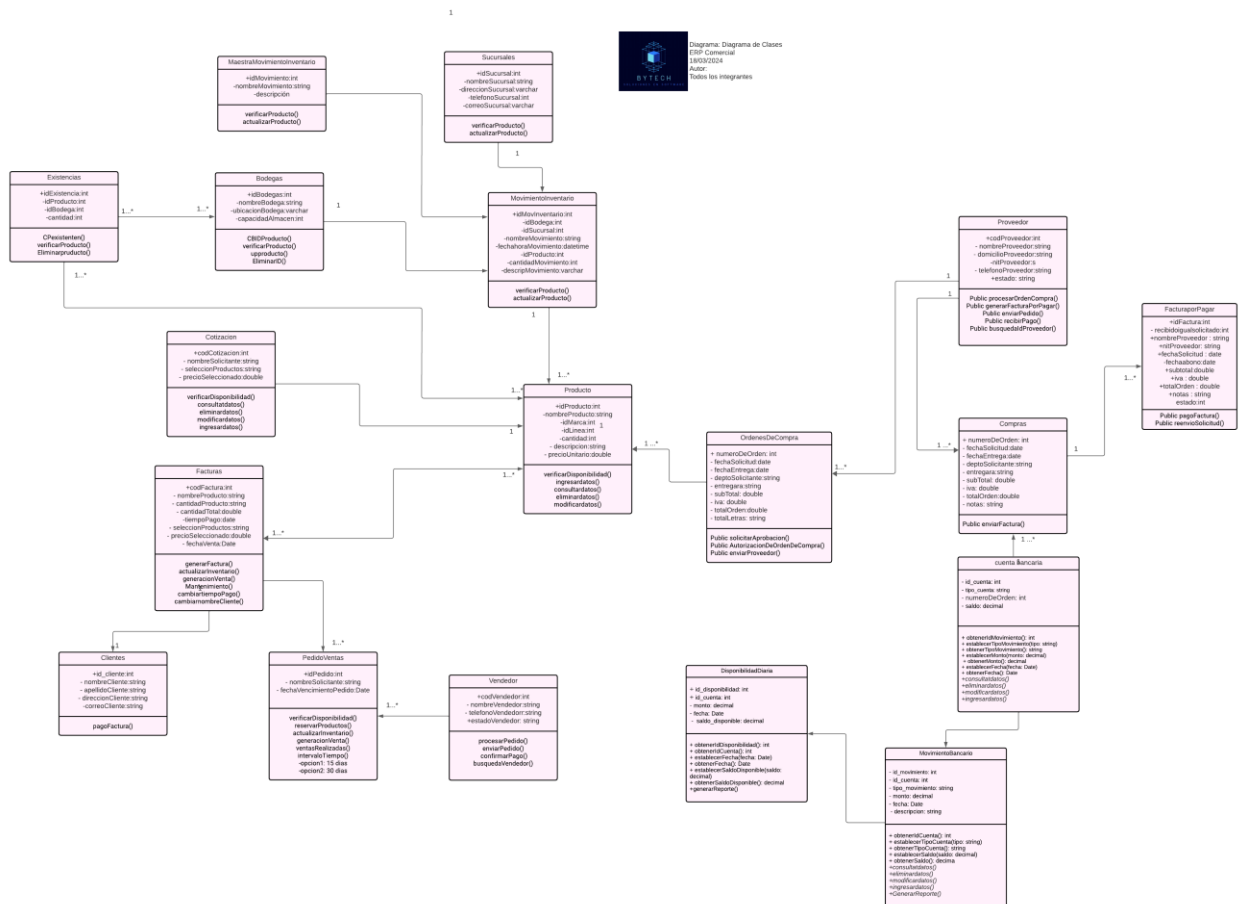 1
BYTECH
Diagrama: Diagrama de Clases
ERP Comercial
18/03/2024
Autor:
Todos los integrantes
MaestraMovimientoInventario
+idMovimiento:int
-nombreMovimiento:string
-descripción
verificarProducto()
actualizarProducto()
Sucursales
+idSucursal:int
-nombreSucursal:string
-direccionSucursal:varchar
-telefonoSucursal:int
-correoSucursal:varchar
verificarProducto()
actualizarProducto()
1
Existencias
+idExistencia:int
-idProducto:int
-idBodega:int
-cantidad:int
CPexistenten()
verificarProducto()
Eliminarpruducto()
1...*
1...*
1...*
Bodegas
+idBodegas:int
-nombreBodega:string
-ubicacionBodega:varchar
-capacidadAlmacen:int
CBIDProducto()
verificarProducto()
upproducto()
EliminarID()
1
MovimientoInventario
+idMovInventario:int
-idBodega:int
-idSucursal:int
-nombreMovimiento:string
-fechahoraMovimiento:datetime
-idProducto:int
-cantidadMovimiento:int
-descripMovimiento:varchar
verificarProducto()
actualizarProducto()
1
1...*
Proveedor
+codProveedor:int
- nombreProveedor:string
- domicilioProveedor:string
-nitProveedor:s
- telefonoProveedor:string
+estado: string
Public procesarOrdenCompra()
Public generarFacturaPorPagar()
Public enviarPedido()
Public recibirPago()
Public busquedaIdProveedor()
1
1
FacturaporPagar
+idFactura:int
- recibidoigualsolicitado:int
+nombreProveedor : string
+nitProveedor: string
+fechaSolicitud : date
-fechaabono:date
+subtotal:double
+iva : double
+totalOrden : double
+notas : string
estado:int
Public pagoFactura()
Public reenvioSolicitud()
1...*
Cotizacion
+codCotizacion:int
- nombreSolicitante:string
- seleccionProductos:string
- precioSeleccionado:double
verificarDisponibilidad()
consultatdatos()
eliminardatos()
modificardatos()
ingresardatos()
1...*
1
1...*
Producto
+idProducto:int
-nombreProducto:string
-idMarca:int
-idLinea:int
1
-cantidad:int
- descripcion:string
- precioUnitario:double
verificarDisponibilidad()
ingresardatos()
consultardatos()
eliminardatos()
modificardatos()
1 ...*
OrdenesDeCompra
+ numeroDeOrden: int
- fechaSolicitud:date
- fechaEntrega:date
- deptoSolicitante:string
- entregara:string
- subTotal: double
- iva: double
- totalOrden:double
- totalLetras: string
Public solicitarAprobacion()
Public AutorizacionDeOrdenDeCompra()
Public enviarProveedor()
1...*
1 ...*
Compras
+ numeroDeOrden: int
- fechaSolicitud:date
- fechaEntrega:date
- deptoSolicitante:string
- entregara:string
- subTotal: double
- iva: double
- totalOrden:double
- notas: string
Public enviarFactura()
1
1 ...*
Facturas
+codFactura:int
- nombreProducto:string
- cantidadProducto:string
- cantidadTotal:double
-tiempoPago:date
- seleccionProductos:string
- precioSeleccionado:double
- fechaVenta:Date
generarFactura()
actualizarInventario()
generacionVenta()
Mantenimiento()
cambiartiempoPago()
cambiarnombreCliente()
1...*
1
1...*
Clientes
+id_cliente:int
- nombreCliente:string
- apellidoCliente:string
- direccionCliente:string
-correoCliente:string
pagoFactura()
PedidoVentas
+idPedido:int
- nombreSolicitante:string
- fechaVencimientoPedido:Date
verificarDisponibilidad()
reservarProductos()
actualizarInventario()
generacionVenta()
ventasRealizadas()
intervaloTiempo()
-opcion1: 15 dias
-opcion2: 30 dias
1...*
Vendedor
+codVendedor:int
- nombreVendedor:string
- telefonoVendedorr:string
+estadoVendedor: string
procesarPedido()
enviarPedido()
confirmarPago()
busquedaVendedor()
cuenta Bancaria
- id_cuenta: int
- tipo_cuenta: string
- numeroDeOrden: int
- saldo: decimal
+ obtenerIdMovimiento(): int
+ establecerTipoMovimiento(tipo: string)
+ obtenerTipoMovimiento(): string
+ establecerMonto(monto: decimal)
+ obtenerMonto(): decimal
+ establecerFecha(fecha: Date)
+ obtenerFecha(): Date
+consultatdatos()
+eliminardatos()
+modificardatos()
+ingresardatos()
DisponibilidadDiaria
+ id_disponibilidad: int
+ id_cuenta: int
- monto: decimal
- fecha: Date
- saldo_disponible: decimal
+ obtenerIdDisponibilidad(): int
+ obtenerIdCuenta(): int
+ establecerFecha(fecha: Date)
+ obtenerFecha(): Date
+ establecerSaldoDisponible(saldo:
decimal)
+ obtenerSaldoDisponible(): decimal
+generarReporte()
MovimientoBancario
- id_movimiento: int
- id_cuenta: int
- tipo_movimiento: string
- monto: decimal
- fecha: Date
- descripcion: string
+ obtenerIdCuenta(): int
+ establecerTipoCuenta(tipo: string)
+ obtenerTipoCuenta(): string
+ establecerSaldo(saldo: decimal)
+ obtenerSaldo(): decima
+consultatdatos()
+eliminardatos()
+modificardatos()
+ingresardatos()
+GenerarReporte()